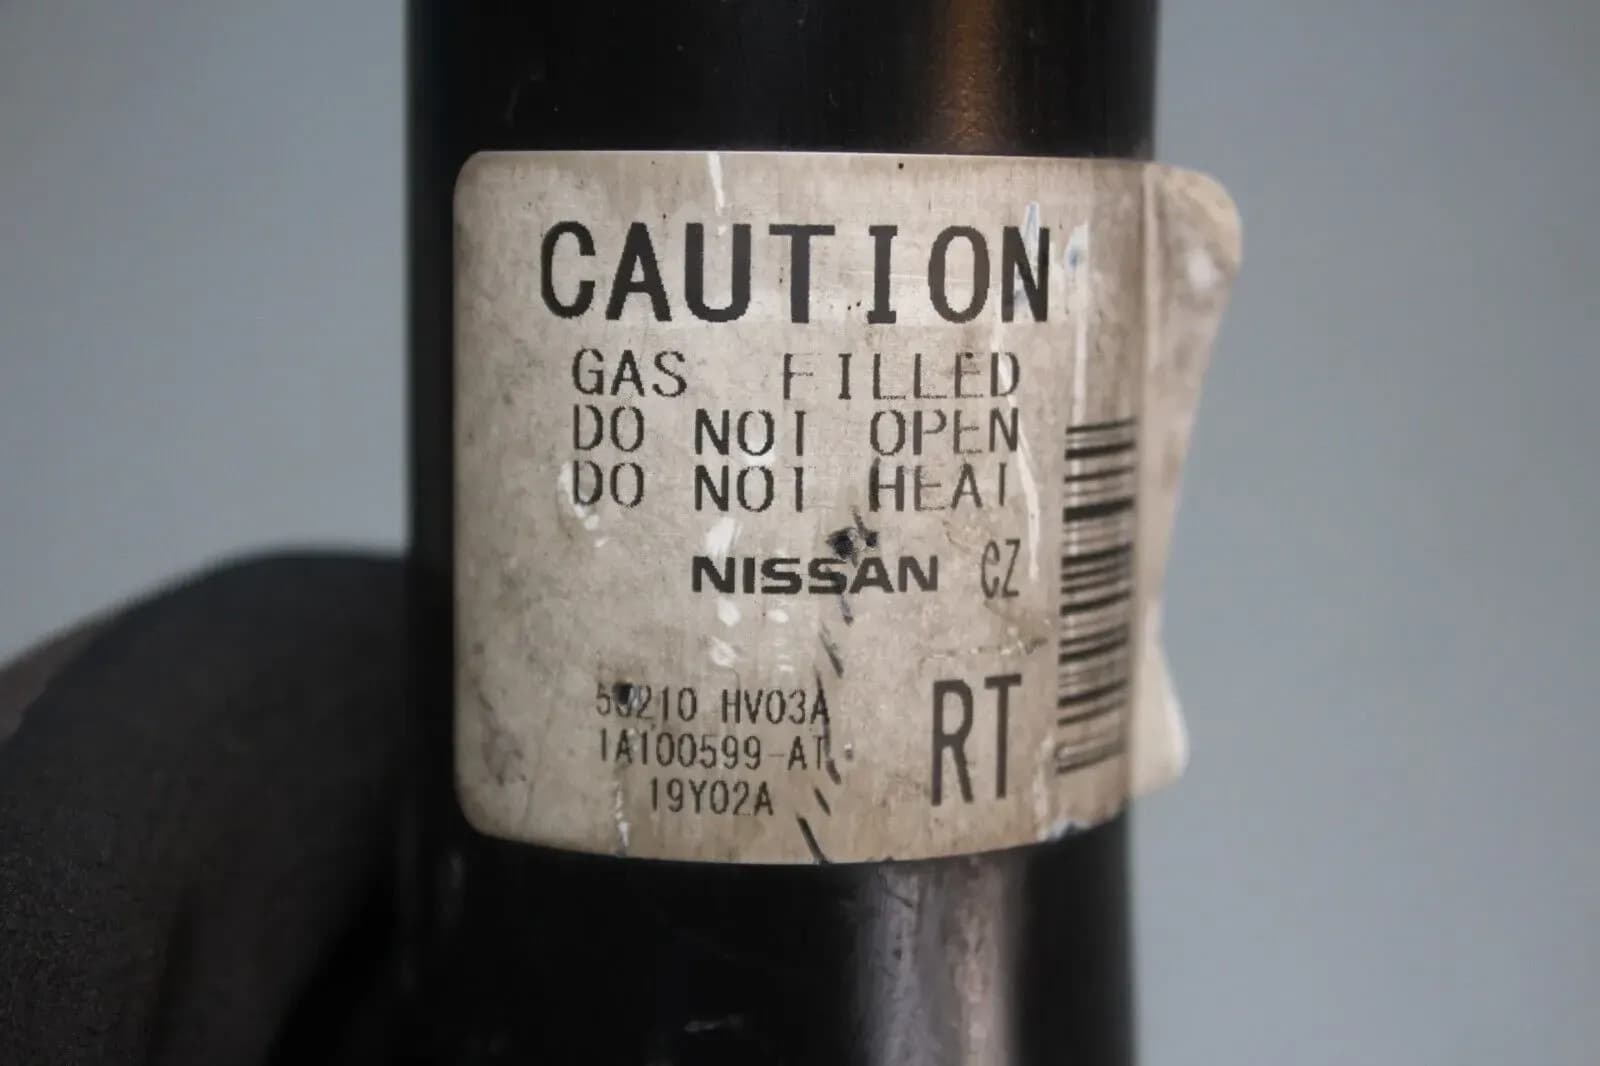 CAUTION
GAS FILLED
DO NOT OPEN
DO NOT HEAT
NISSAN CZ
HV03A
1A100599-AT
19Y02A
RT